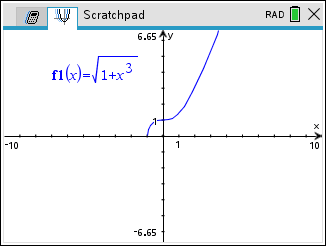 Scratchpad RAD
6.65 y
f1(x)=√1+x³
1
x
-10 1 10
-6.65